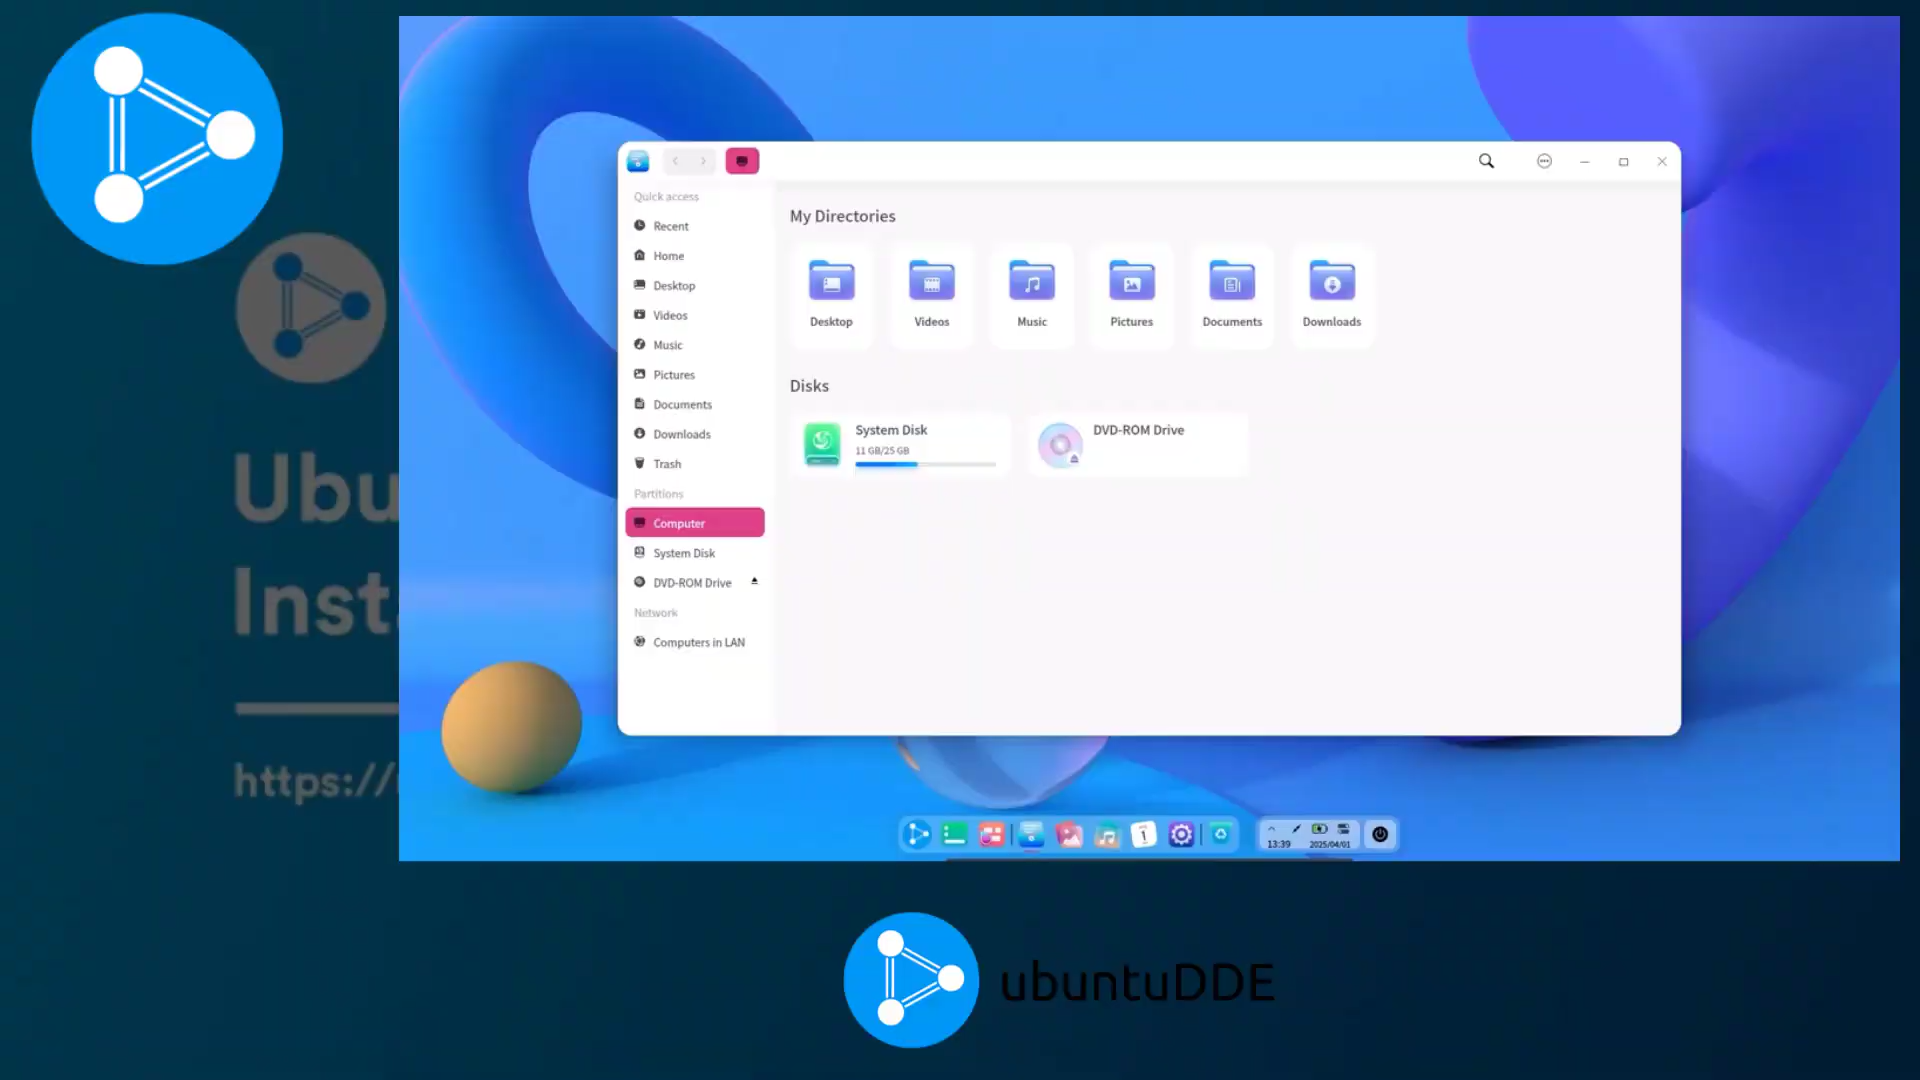 Quick access
Recent
Home
Desktop
Videos
Music
Pictures
Documents
Downloads
Trash
Partitions
Computer
System Disk
DVD-ROM Drive
Network
Computers in LAN
My Directories
Desktop
Videos
Music
Pictures
Documents
Downloads
Disks
System Disk
11 GB/25 GB
DVD-ROM Drive
Ubu
Inst
https://
1
13:39
2025/04/01
ubuntuDDE